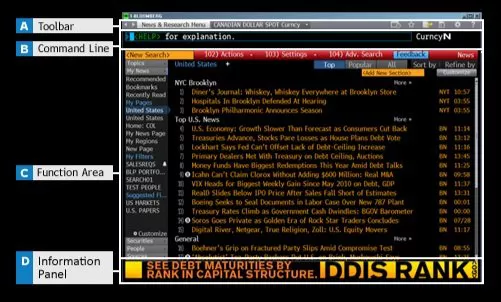 BLOOMBERG
A Toolbar
News & Research Menu CANADIAN DOLLAR SPOT Curncy
B Command Line
<HELP> for explanation. CurncyN
<New Search> 102) Actions 103) Settings 104) Adv. Search Feedback News
Topics United States + Top Popular All Sort by Refine by
My News <Add New Section> Customize
Recommended
Bookmarks
Recently Read
My Pages
United States
United States
Home: COL
My News Page
My Regions
New Page
My Filters
SALESREQS
BLP PORTFO...
SEARCH01
TEST PEOPLE
Suggested Fi...
US MARKETS
U.S. PAPERS
Customize
Securities
People
Sources
C Function Area
NYC Brooklyn More
1) Diner's Journal: Whiskey, Whiskey Everywhere at Brooklyn Store NYT 10:57
2) Hospitals In Brooklyn Defended At Hearing NYT 03:55
3) Brooklyn Philharmonic Announces Season NYT 03:55
Top U.S. News More
4) U.S. Economy: Growth Slower Than Forecast as Consumers Cut Back BN 11:14
5) Treasuries Advance, Stocks Pare Losses as House Plans Debt Vote BN 13:12
6) Lockhart Says Fed Can't Offset Lack of Debt-Ceiling Increase BN 11:16
7) Primary Dealers Met With Treasury on Debt Ceiling, Auctions BN 13:45
8) Money Funds Have Biggest Redemptions This Year Amid Debt Talks BN 11:25
9) Icahn Can't Claim Clorox Without Adding $600 Million: Real M&A BN 09:58
10) VIX Heads for Biggest Weekly Gain Since May 2010 on Debt, GDP BN 11:37
11) RealD Slides Below IPO Price After Sales Fall Short of Estimates BN 13:31
12) Boeing Seeks to Seal Documents in Labor Case Over New 787 Plant BN 00:01
13) Treasury Rates Climb as Government Cash Dwindles: BGOV Barometer BN 00:00
14) Soros Goes Private as Golden Era of Rock Star Traders Concludes BN 07/28
15) Digital River, Netgear, True Religion, Zoll: U.S. Equity Movers BN 11:17
General More
16) Boehner's Grip on Fractured Party Slips Amid Compromise Test BN 08:55
D Information Panel
SEE DEBT MATURITIES BY
RANK IN CAPITAL STRUCTURE. DDIS RANK
<GO>